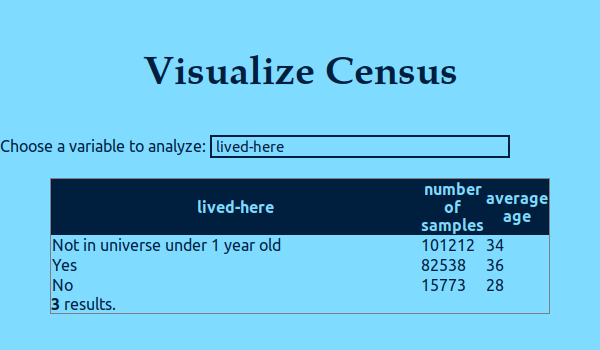 Visualize Census
Choose a variable to analyze: lived-here
lived-here number of samples average age
Not in universe under 1 year old 101212 34
Yes 82538 36
No 15773 28
3 results.